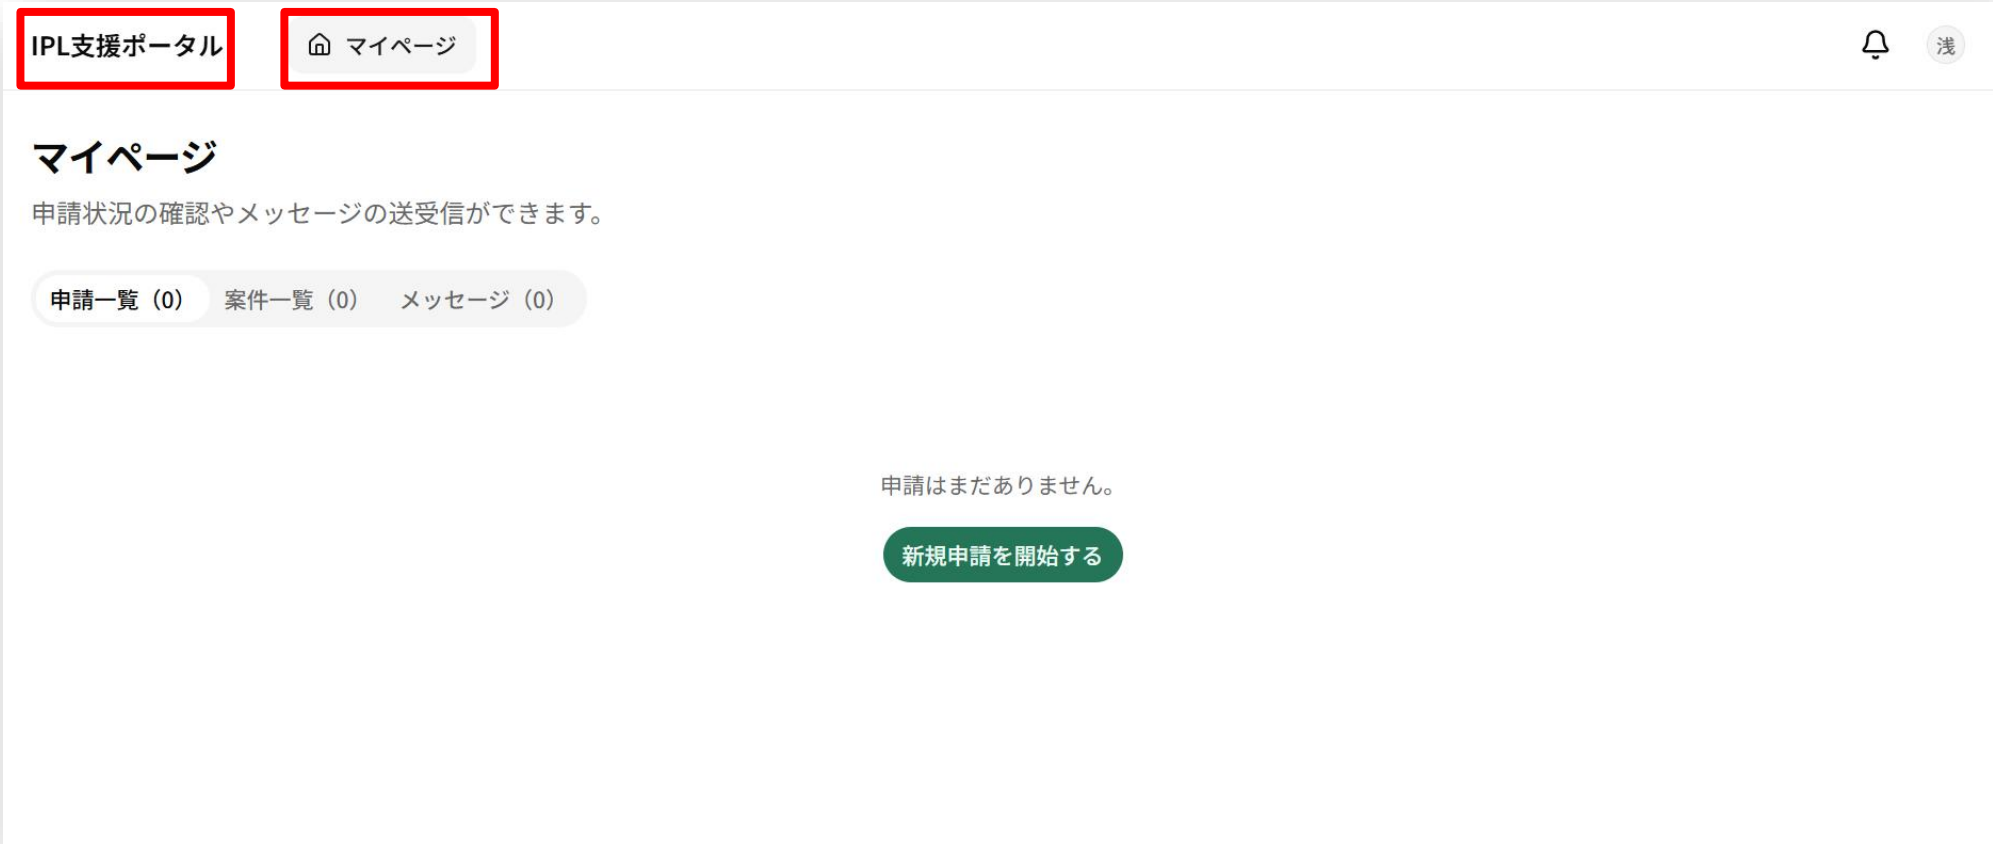 IPL支援ポータル
マイページ
浅
マイページ
申請状況の確認やメッセージの送受信ができます。
申請一覧（0） 案件一覧（0） メッセージ（0）
申請はまだありません。
新規申請を開始する